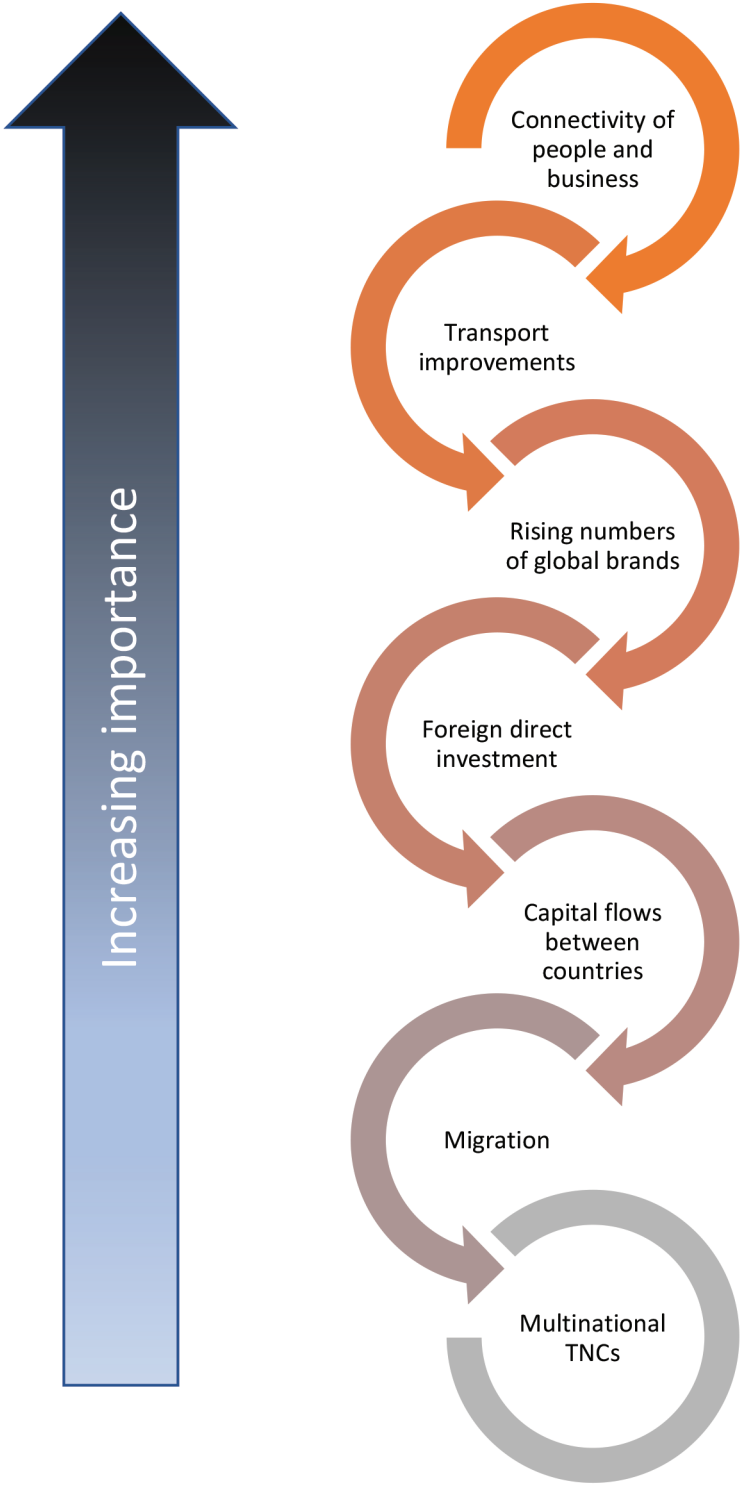 Increasing importance
Connectivity of
people and
business
Transport
improvements
Rising numbers
of global brands
Foreign direct
investment
Capital flows
between
countries
Migration
Multinational
TNCs